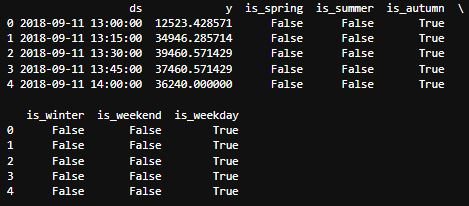 ds y is_spring is_summer is_autumn \
0 2018-09-11 13:00:00 12523.428571 False False True
1 2018-09-11 13:15:00 34946.285714 False False True
2 2018-09-11 13:30:00 39460.571429 False False True
3 2018-09-11 13:45:00 37460.571429 False False True
4 2018-09-11 14:00:00 36240.000000 False False True
is_winter is_weekend is_weekday
0 False False True
1 False False True
2 False False True
3 False False True
4 False False True